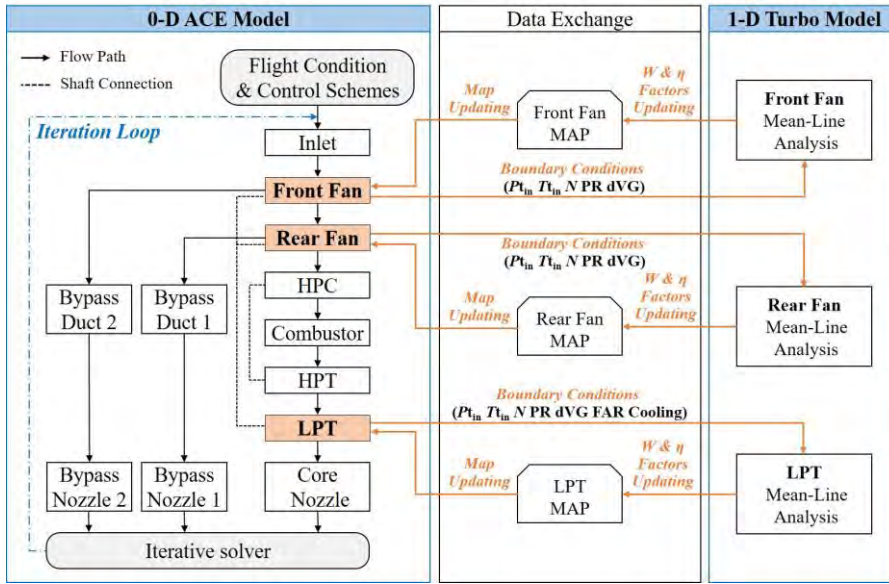 0-D ACE Model
Flow Path
Shaft Connection
Flight Condition
& Control Schemes
Iteration Loop
Inlet
Front Fan
Rear Fan
HPC
Combustor
HPT
LPT
Bypass
Duct 2
Bypass
Duct 1
Bypass
Nozzle 2
Bypass
Nozzle 1
Core
Nozzle
Iterative solver
Data Exchange
Map
Updating
Front Fan
MAP
W & η
Factors
Updating
Boundary Conditions
(Ptin Ttin N PR dVG)
Boundary Conditions
(Ptin Ttin N PR dVG)
Map
Updating
Rear Fan
MAP
W & η
Factors
Updating
Boundary Conditions
(Ptin Ttin N PR dVG FAR Cooling)
Map
Updating
LPT
MAP
W & η
Factors
Updating
1-D Turbo Model
Front Fan
Mean-Line
Analysis
Rear Fan
Mean-Line
Analysis
LPT
Mean-Line
Analysis